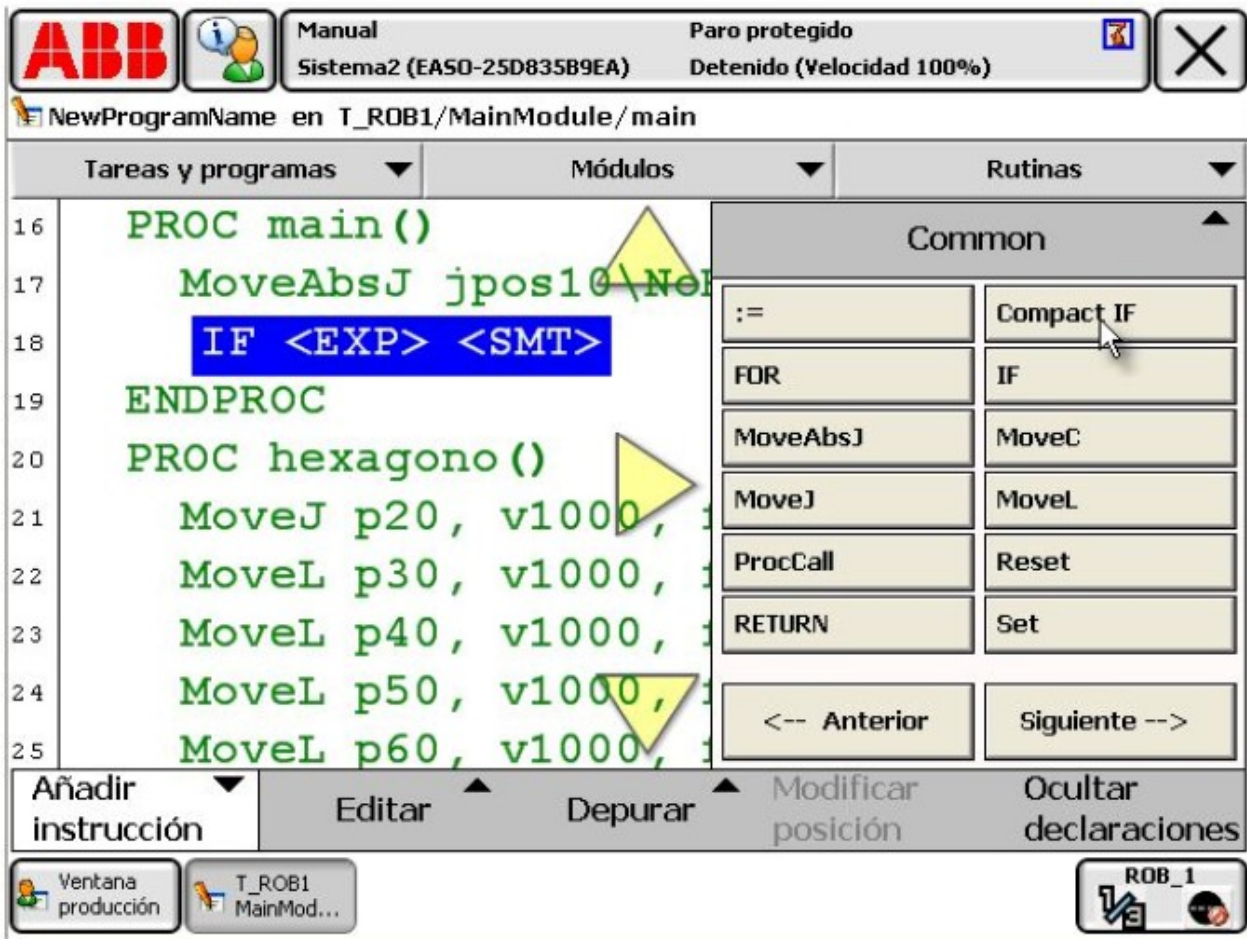 ABB
Manual
Paro protegido
Sistema2 (EASO-25D835B9EA)
Detenido (Velocidad 100%)
NewProgramName en T_ROB1/MainModule/main
Tareas y programas
Módulos
Rutinas
16 PROC main()
17 MoveAbsJ jpos10\No
18 IF <EXP> <SMT>
19 ENDPROC
20 PROC hexagono()
21 MoveJ p20, v1000,
22 MoveL p30, v1000,
23 MoveL p40, v1000,
24 MoveL p50, v1000,
25 MoveL p60, v1000,
Common
:= Compact IF
FOR IF
MoveAbsJ MoveC
MoveJ MoveL
ProcCall Reset
RETURN Set
<-- Anterior Siguiente -->
Añadir
instrucción
Editar
Depurar
Modificar
posición
Ocultar
declaraciones
Ventana
producción
T_ROB1
MainMod...
ROB_1
1/3